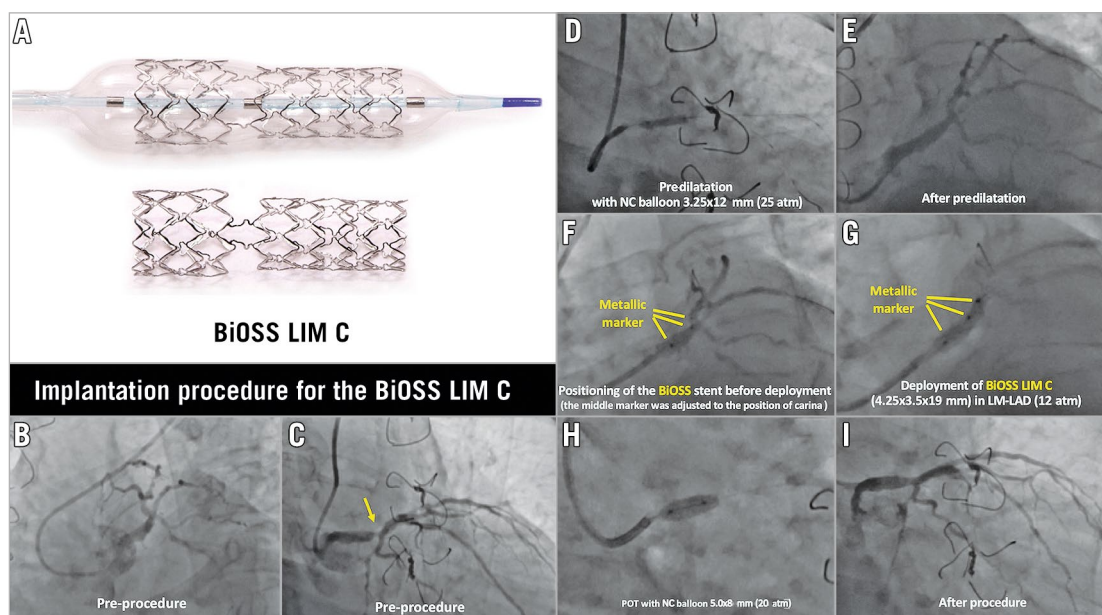 A
BiOSS LIM C
Implantation procedure for the BiOSS LIM C
B
Pre-procedure
C
Pre-procedure
D
Predilatation
with NC balloon 3.25x12 mm (25 atm)
E
After predilatation
F
Metallic
marker
Positioning of the BiOSS stent before deployment
(the middle marker was adjusted to the position of carina )
G
Metallic
marker
Deployment of BiOSS LIM C
(4.25x3.5x19 mm) in LM-LAD (12 atm)
H
POT with NC balloon 5.0x8 mm (20 atm)
I
After procedure